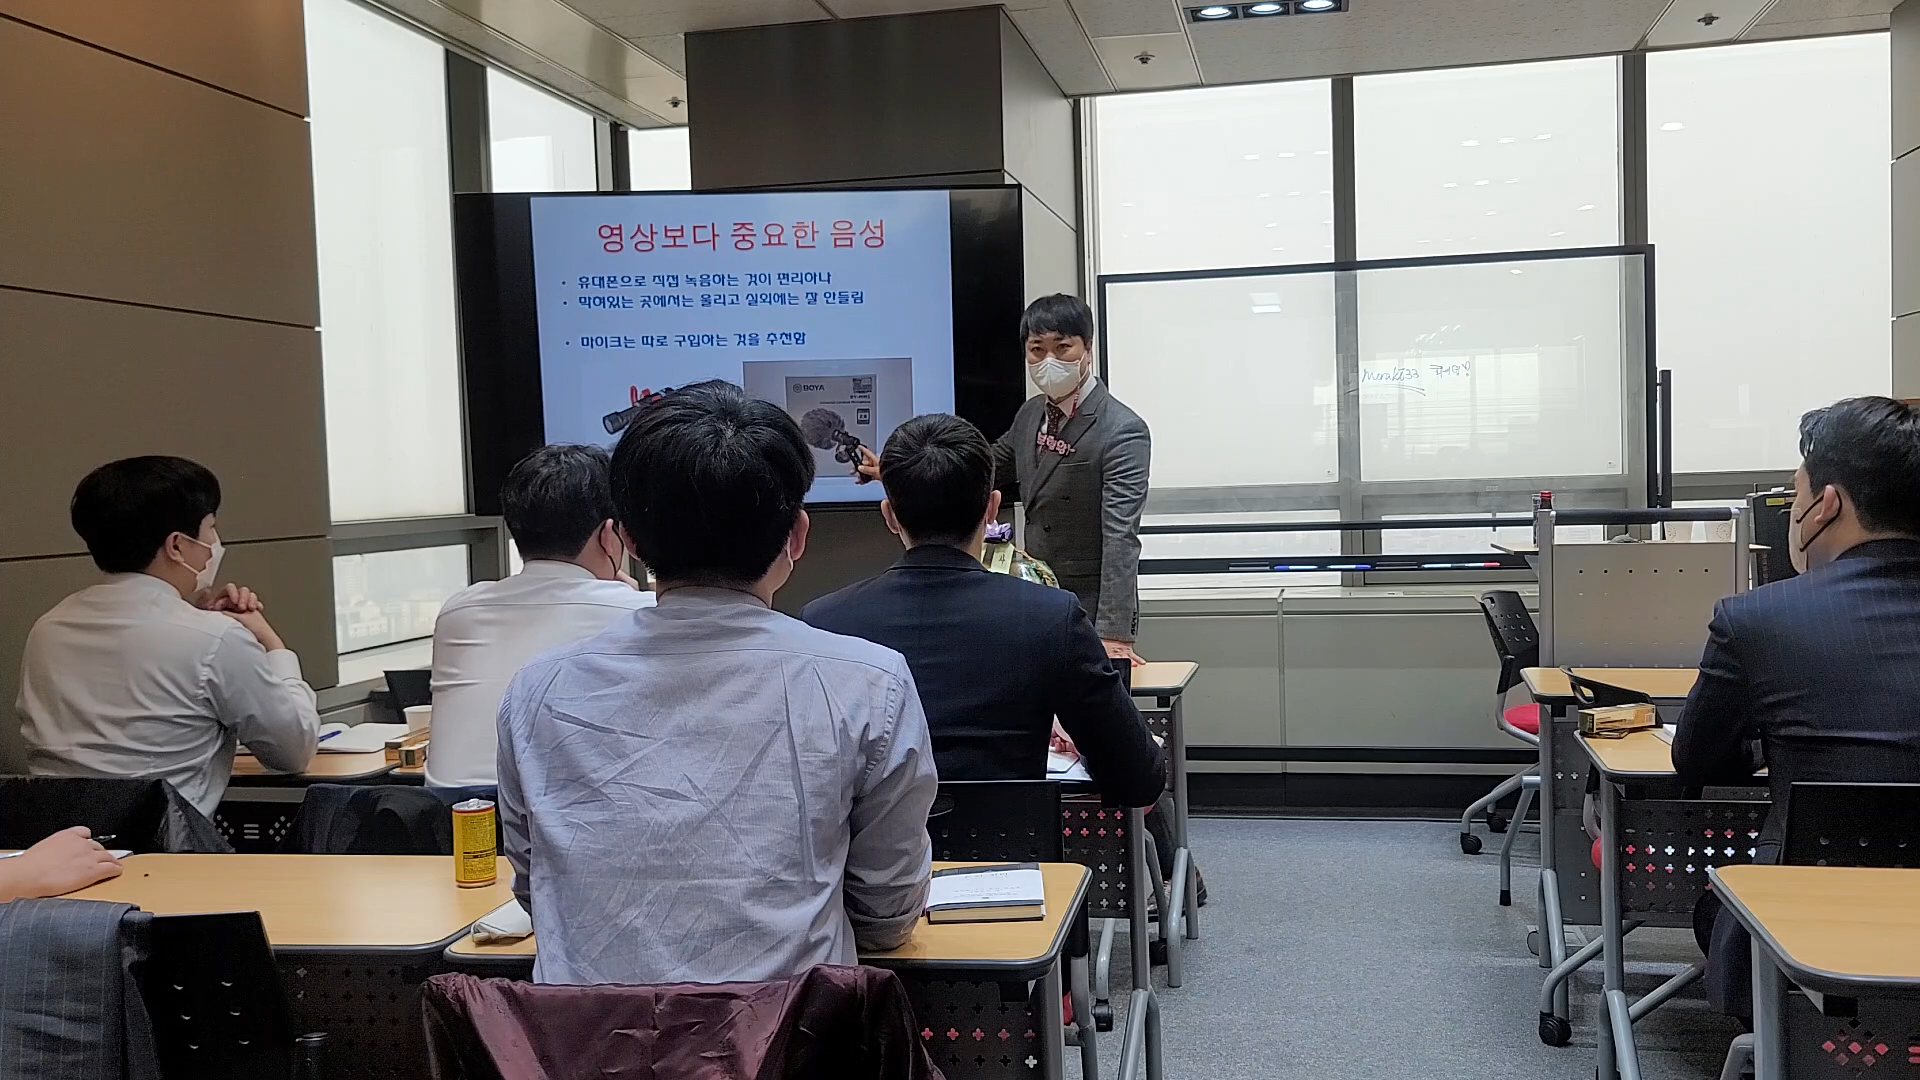 영상보다 중요한 음성
• 휴대폰으로 직접 녹음하는 것이 편리하나
• 막혀있는 곳에서는 울리고 실외에는 잘 안들림
• 마이크는 따로 구입하는 것을 추천함
BOYA